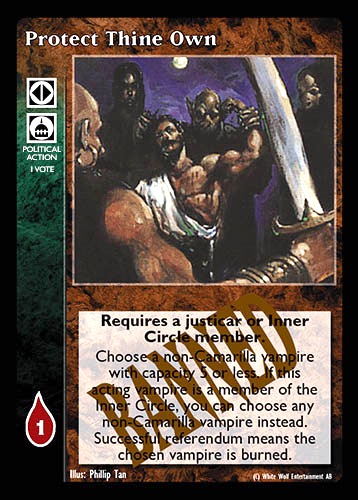 Protect Thine Own
POLITICAL
ACTION
1 VOTE
BANNED
Requires a justicar or Inner
Circle member.
Choose a non-Camarilla vampire
with capacity 5 or less. If this
acting vampire is a member of the
Inner Circle, you can choose any
non-Camarilla vampire instead.
Successful referendum means the
chosen vampire is burned.
1
Illus: Phillip Tan
(C) White Wolf Entertainment AB